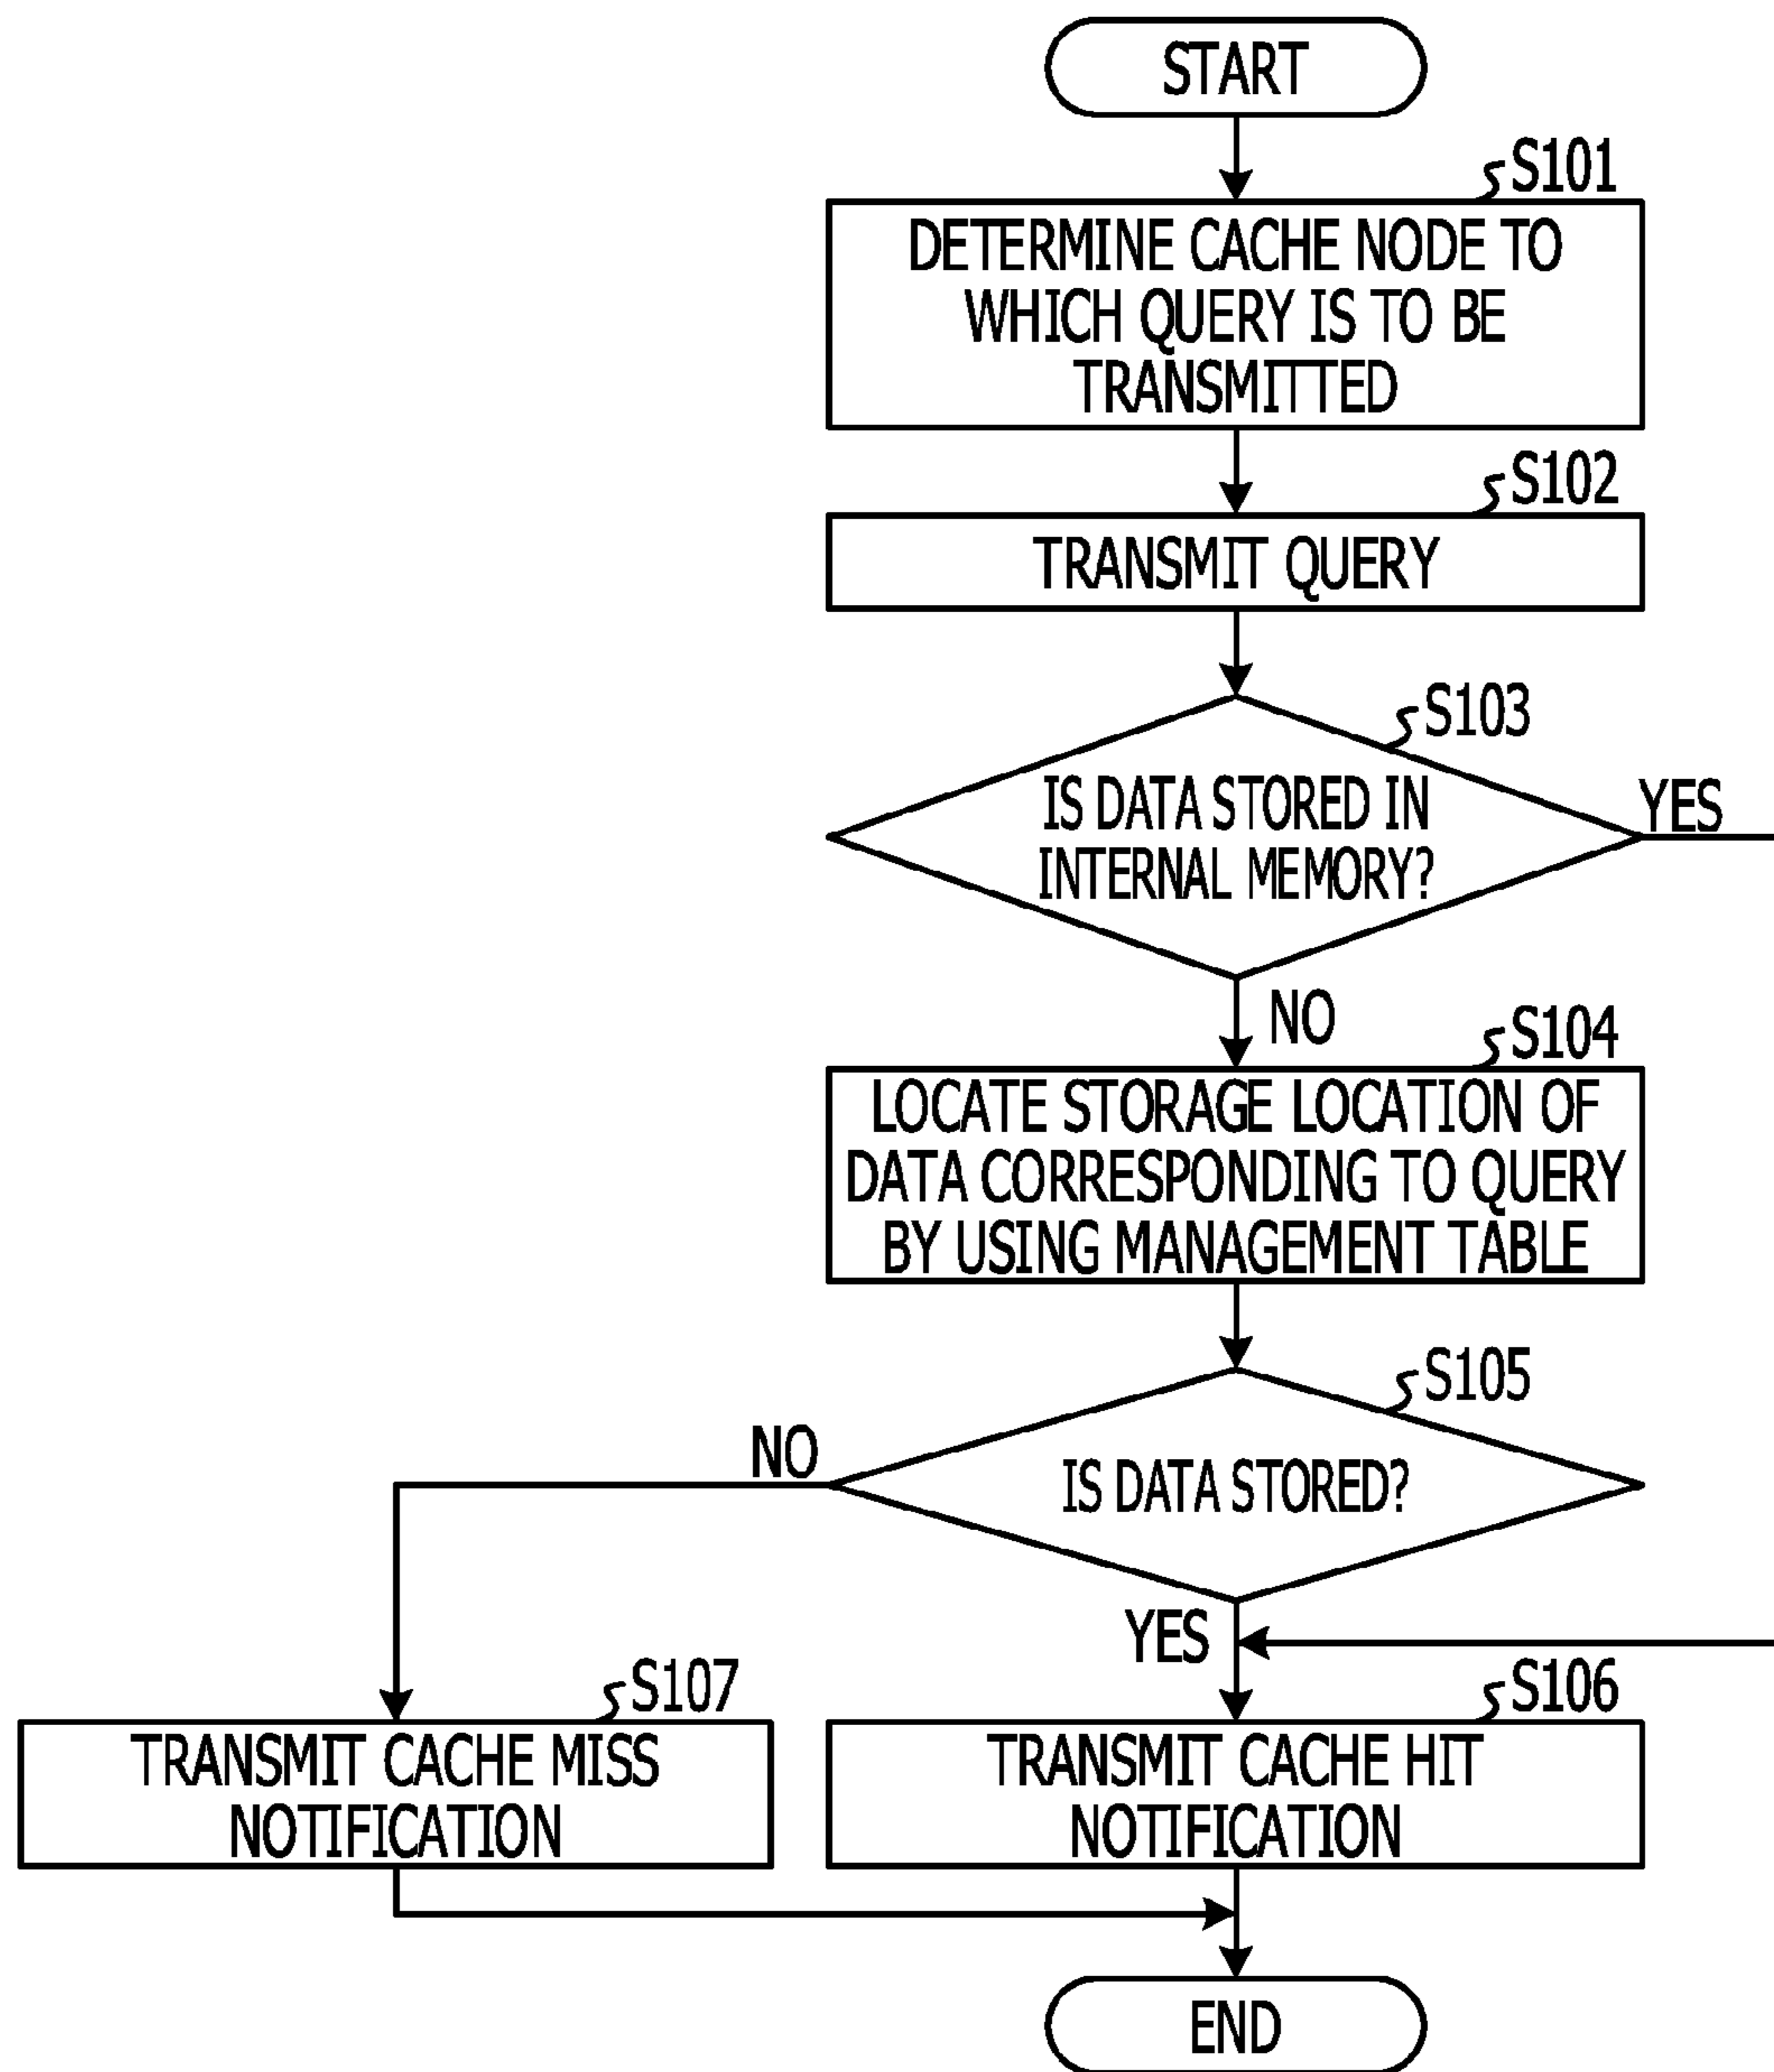 START
S101
DETERMINE CACHE NODE TO
WHICH QUERY IS TO BE
TRANSMITTED
S102
TRANSMIT QUERY
S103
IS DATA STORED IN
INTERNAL MEMORY?
YES
NO
S104
LOCATE STORAGE LOCATION OF
DATA CORRESPONDING TO QUERY
BY USING MANAGEMENT TABLE
S105
NO
IS DATA STORED?
YES
S107
S106
TRANSMIT CACHE MISS
NOTIFICATION
TRANSMIT CACHE HIT
NOTIFICATION
END